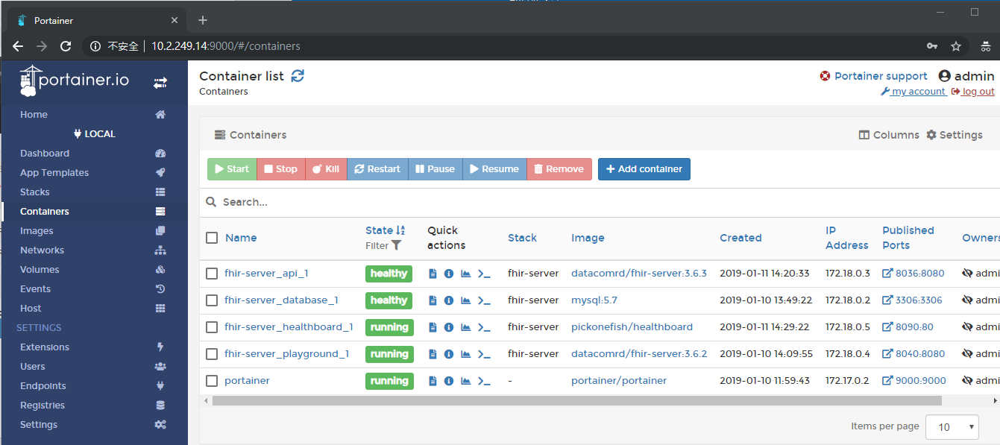 Portainer
不安全 10.2.249.14:9000/#/containers
portainer.io
Home
LOCAL
Dashboard
App Templates
Stacks
Containers
Images
Networks
Volumes
Events
Host
SETTINGS
Extensions
Users
Endpoints
Registries
Settings
Container list
Containers
Portainer support admin
my account log out
Containers Columns Settings
Start Stop Kill Restart Pause Resume Remove Add container
Search...
Name State Filter Quick actions Stack Image Created IP Address Published Ports Owners
fhir-server_api_1 healthy fhir-server datacomrd/fhir-server:3.6.3 2019-01-11 14:20:33 172.18.0.3 8036:8080 admi
fhir-server_database_1 healthy fhir-server mysql:5.7 2019-01-10 13:49:22 172.18.0.2 3306:3306 admi
fhir-server_healthboard_1 running fhir-server pickonefish/healthboard 2019-01-11 14:29:22 172.18.0.5 8090:80 admi
fhir-server_playground_1 running fhir-server datacomrd/fhir-server:3.6.2 2019-01-10 14:09:55 172.18.0.4 8040:8080 admi
portainer running - portainer/portainer 2019-01-10 11:59:43 172.17.0.2 9000:9000 admi
Items per page 10